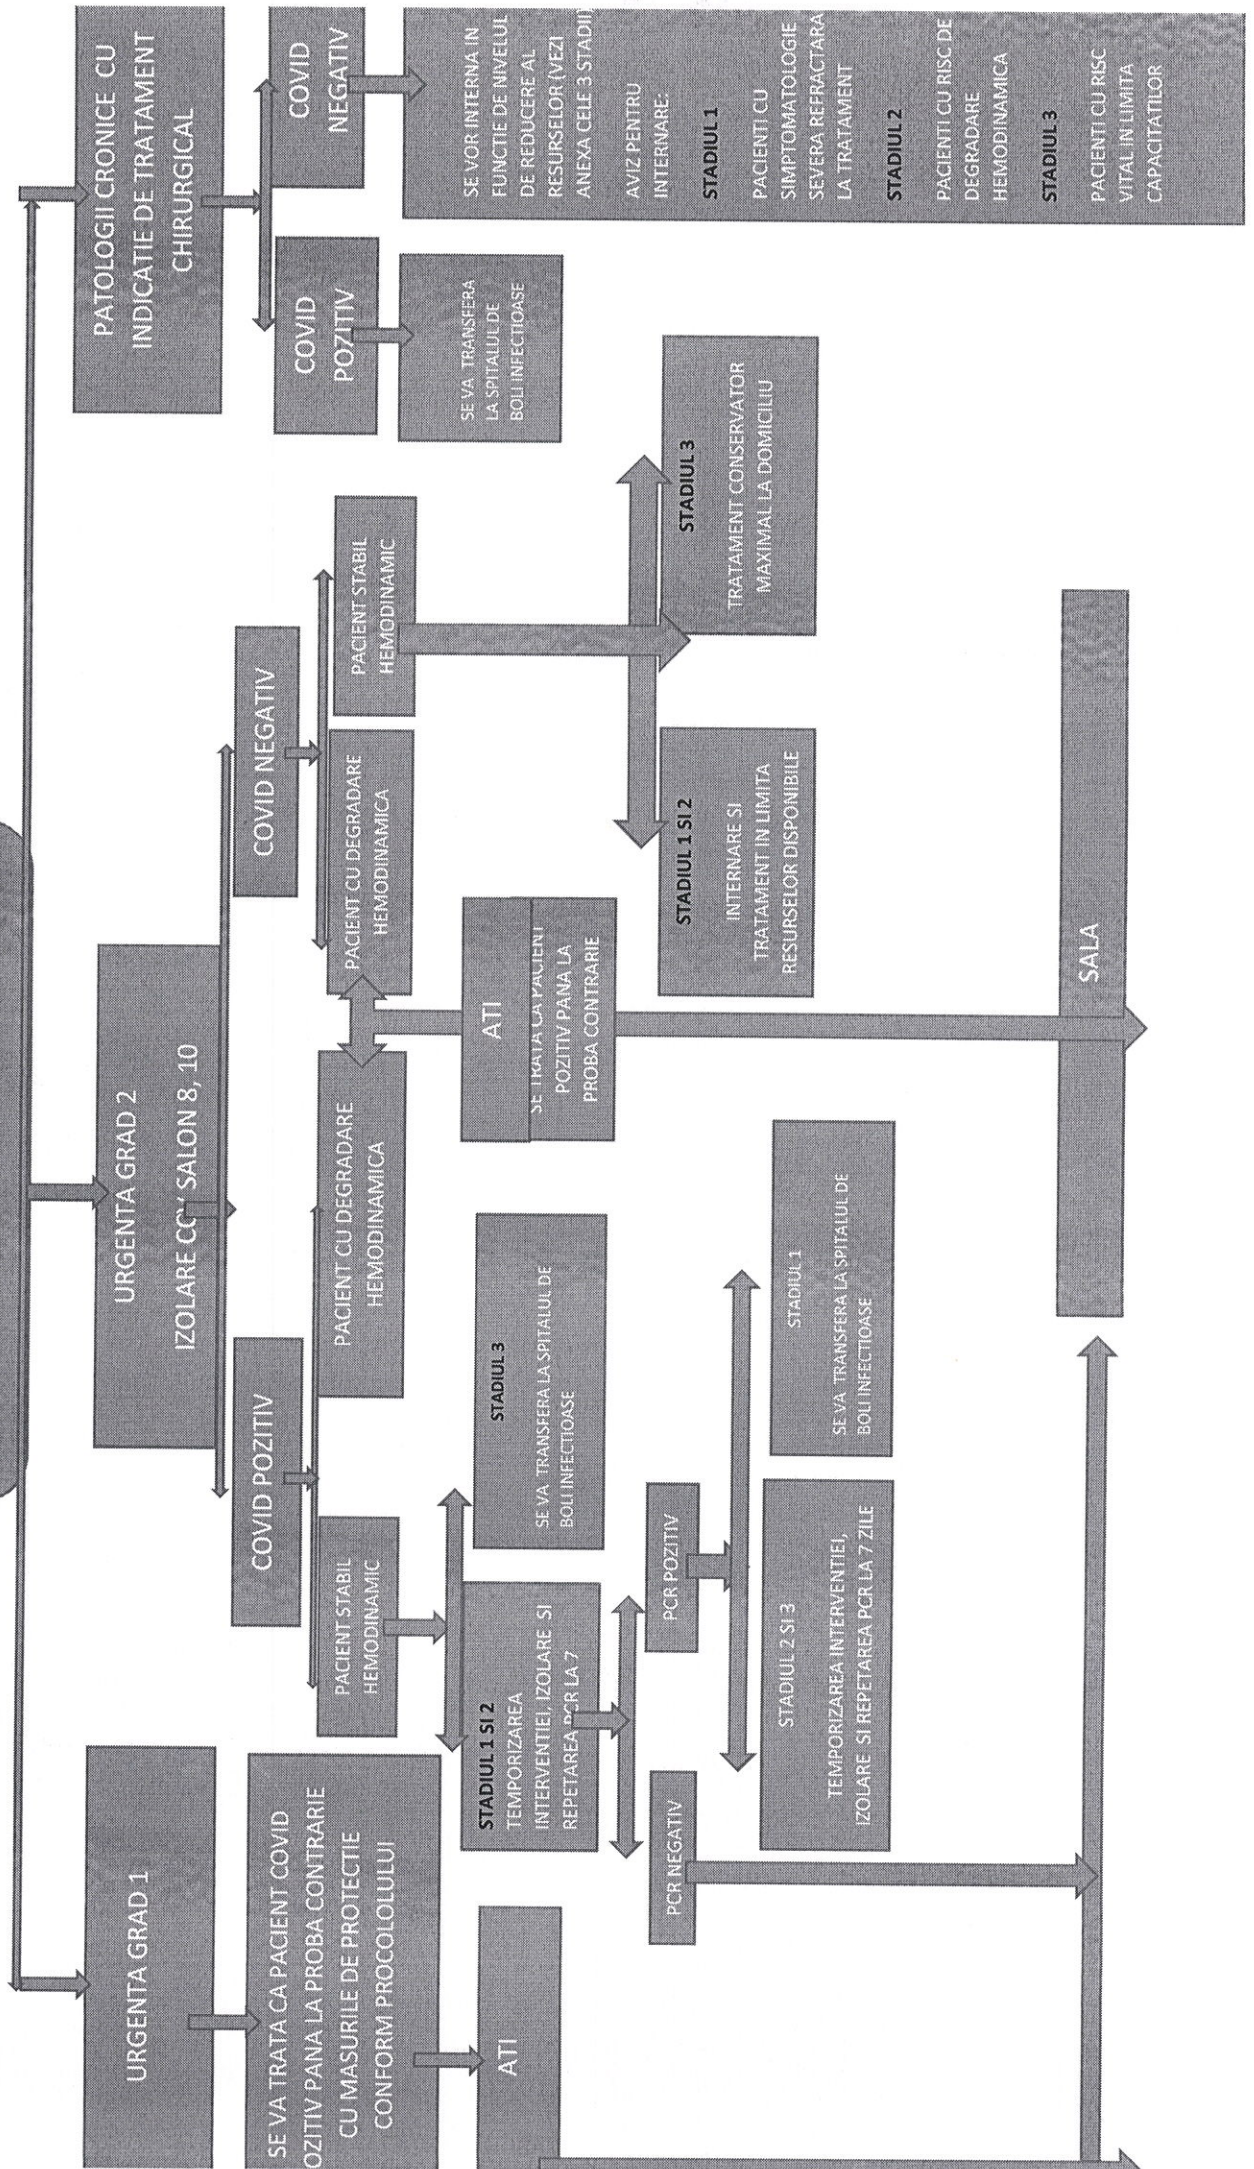 URGENTA GRAD 1
SE VA TRATA CA PACIENT COVID
OZITIV PANA LA PROBA CONTRARIE
CU MASURILE DE PROTECTIE
CONFORM PROCOLOLULUI
ATI
URGENTA GRAD 2
IZOLARE SALON 8, 10
COVID POZITIV
PACIENT STABIL
HEMODINAMIC
PACIENT CU DEGRADARE
HEMODINAMICA
STADIUL 1 SI 2
TEMPORIZAREA
INTERVENTIEI, IZOLARE SI
REPETAREA PCR LA 7
STADIUL 3
SE VA TRANSFERA LA SPITALUL DE
BOLI INFECTIOASE
PCR NEGATIV
PCR POZITIV
STADIUL 2 SI 3
TEMPORIZAREA INTERVENTIEI,
IZOLARE SI REPETAREA PCR LA 7 ZILE
STADIUL 1
SE VA TRANSFERA LA SPITALUL DE
BOLI INFECTIOASE
COVID NEGATIV
PACIENT CU DEGRADARE
HEMODINAMICA
PACIENT STABIL
HEMODINAMIC
ATI
SE TRATA CA PACIENT
POZITIV PANA LA
PROBA CONTRARIE
STADIUL 1 SI 2
INTERNARE SI
TRATAMENT IN LIMITA
RESURSELOR DISPONIBILE
STADIUL 3
TRATAMENT CONSERVATOR
MAXIMAL LA DOMICILIU
SALA
PATOLOGII CRONICE CU
INDICATIE DE TRATAMENT
CHIRURGICAL
COVID
POZITIV
SE VA TRANSFERA
LA SPITALUL DE
BOLI INFECTIOASE
COVID
NEGATIV
SE VOR INTERNA IN
FUNCTIE DE NIVELUL
DE REDUCERE AL
RESURSELOR (VEZI
ANEXA CELE 3 STADII)
AVIZ PENTRU
INTERNARE:
STADIUL 1
PACIENTI CU
SIMPTOMATOLOGIE
SEVERA REFRACTARA
LA TRATAMENT
STADIUL 2
PACIENTI CU RISC DE
DEGRADARE
HEMODINAMICA
STADIUL 3
PACIENTI CU RISC
VITAL IN LIMITA
CAPACITATILOR